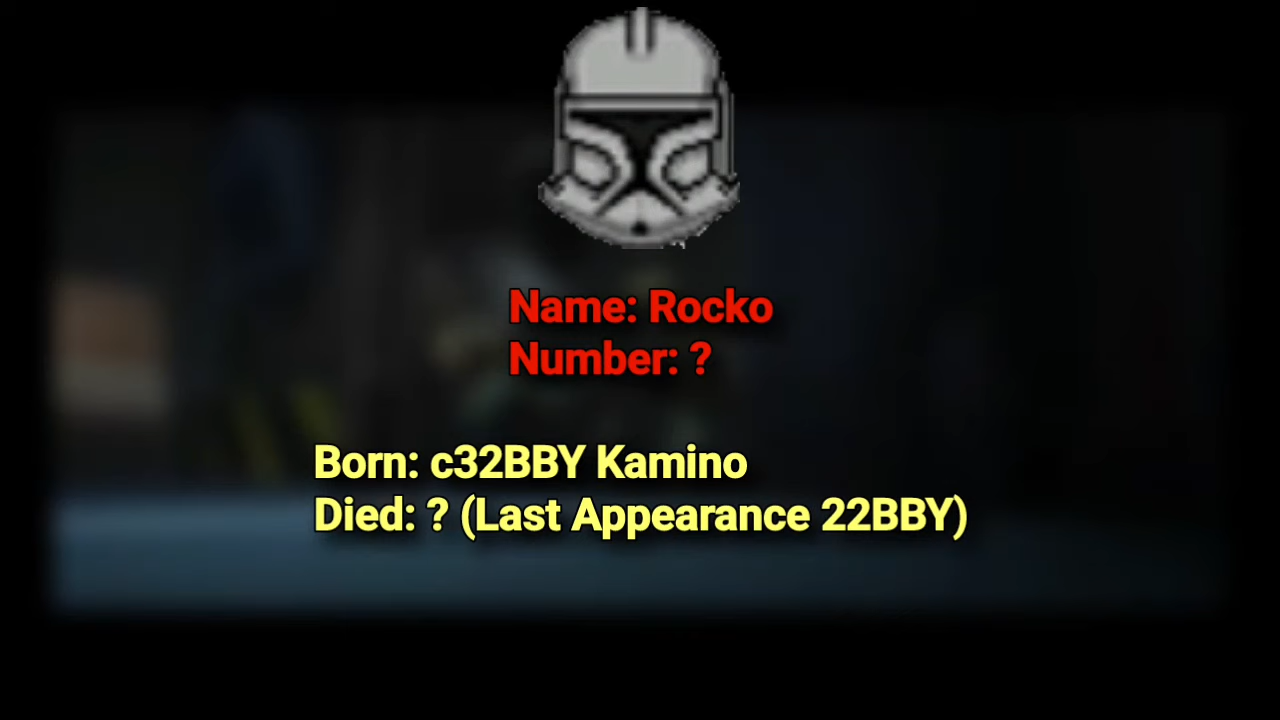 Name: Rocko
Number: ?
Born: c32BBY Kamino
Died: ? (Last Appearance 22BBY)